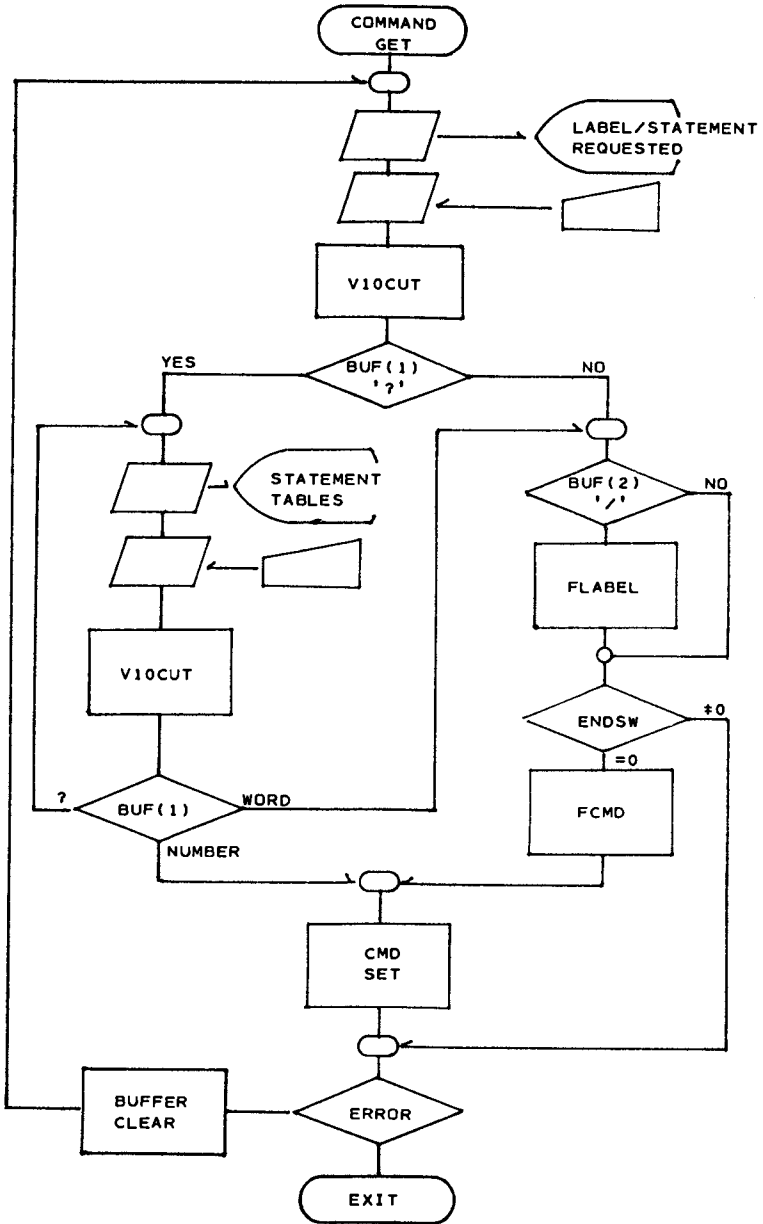 COMMAND
GET
LABEL/STATEMENT
REQUESTED
V10CUT
BUF(1)
'?'
YES
NO
STATEMENT
TABLES
BUF(2)
'/'
NO
FLABEL
V10CUT
ENDSW
‡0
=0
?
BUF(1)
WORD
NUMBER
FCMD
CMD
SET
BUFFER
CLEAR
ERROR
EXIT